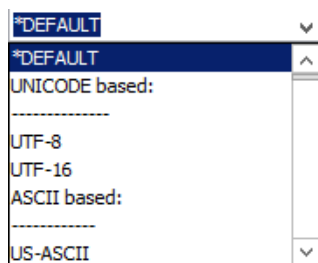 *DEFAULT
*DEFAULT
UNICODE based:
--------------
UTF-8
UTF-16
ASCII based:
------------
US-ASCII